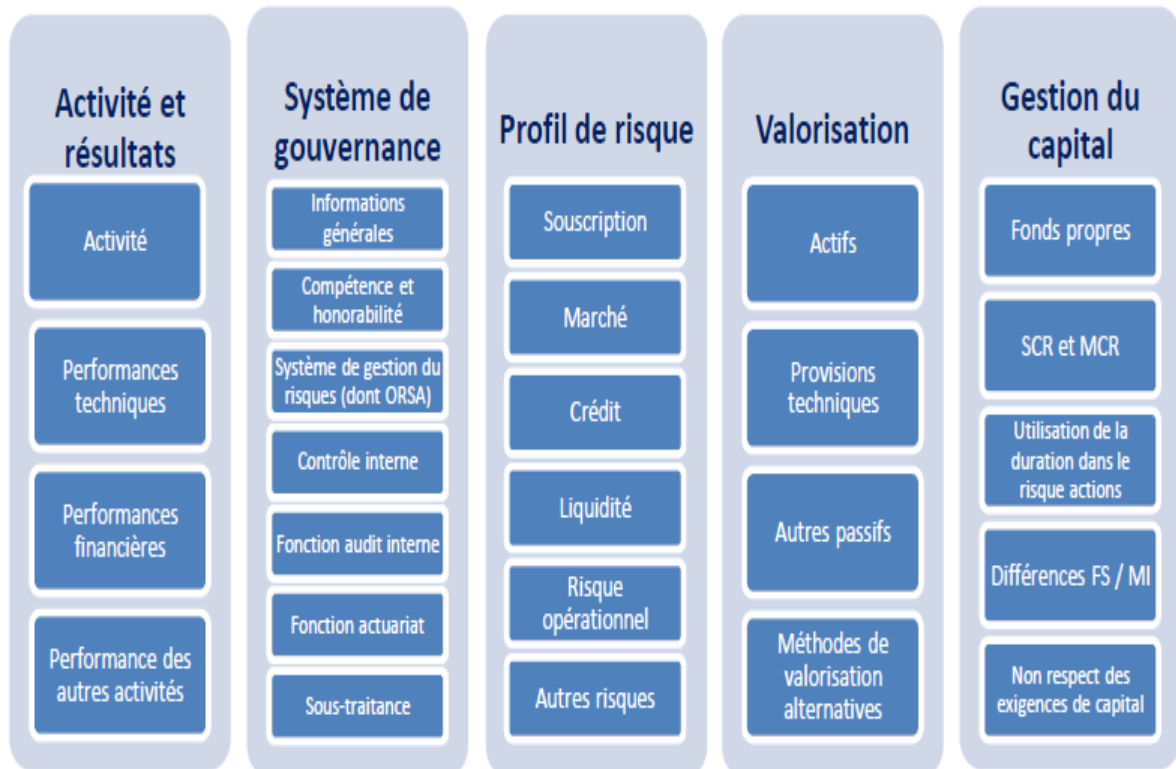 Activité et
résultats
Activité
Performances
techniques
Performances
financières
Performance des
autres activités
Système de
gouvernance
Informations
générales
Compétence et
honorabilité
Système de gestion du
risques (dont ORSA)
Contrôle interne
Fonction audit interne
Fonction actuariat
Sous-traitance
Profil de risque
Souscription
Marché
Crédit
Liquidité
Risque
opérationnel
Autres risques
Valorisation
Actifs
Provisions
techniques
Autres passifs
Méthodes de
valorisation
alternatives
Gestion du
capital
Fonds propres
SCR et MCR
Utilisation de la
duration dans le
risque actions
Différences FS / MI
Non respect des
exigences de capital